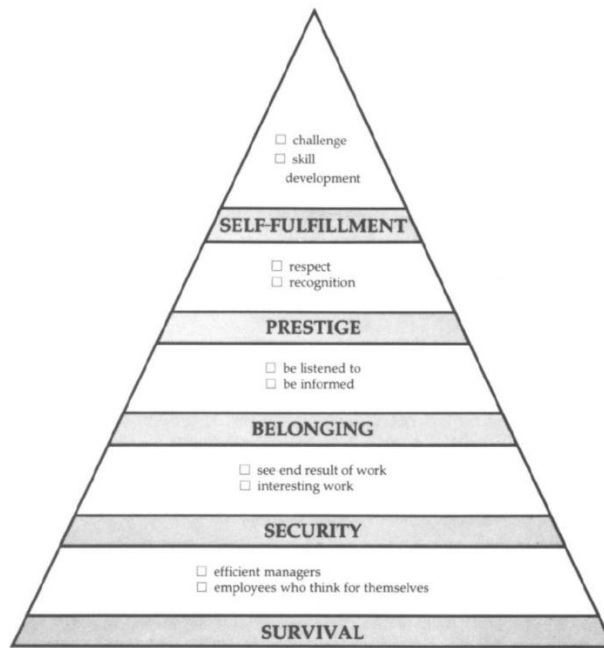 ☐ challenge
☐ skill
development
SELF-FULFILLMENT
☐ respect
☐ recognition
PRESTIGE
☐ be listened to
☐ be informed
BELONGING
☐ see end result of work
☐ interesting work
SECURITY
☐ efficient managers
☐ employees who think for themselves
SURVIVAL